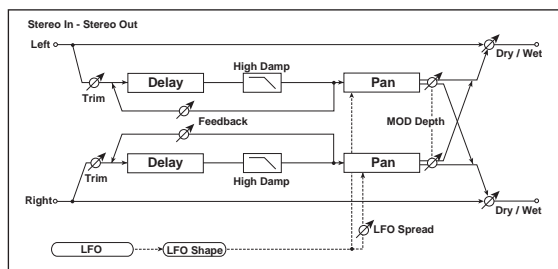 Stereo In - Stereo Out
Left
Dry / Wet
High Damp
Delay
Pan
Trim
Feedback
MOD Depth
Delay
Pan
Trim
High Damp
Right
Dry / Wet
LFO Spread
LFO
LFO Shape